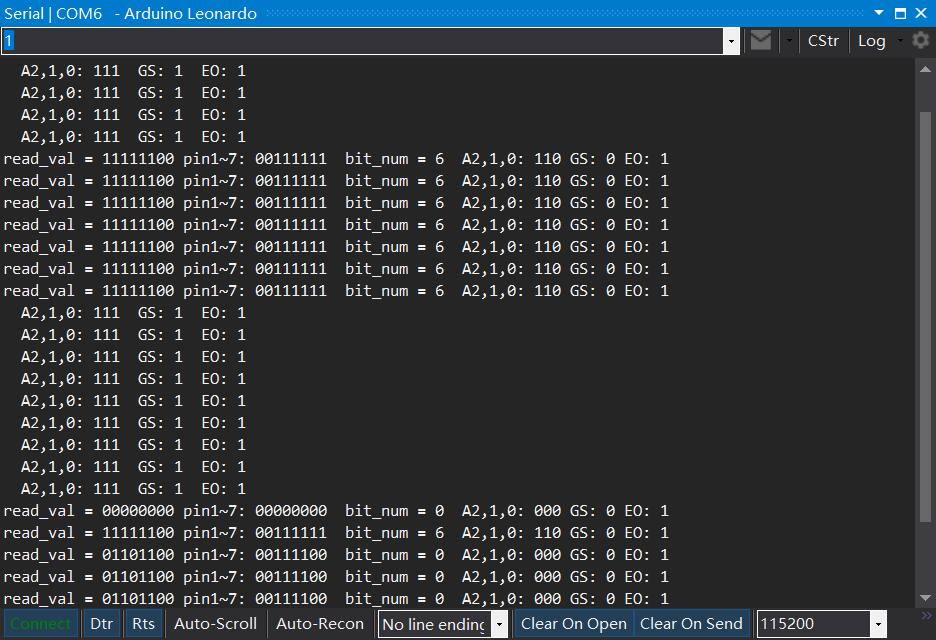 Serial | COM6   - Arduino Leonardo
1 CStr Log
A2,1,0: 111  GS: 1  EO: 1
A2,1,0: 111  GS: 1  EO: 1
A2,1,0: 111  GS: 1  EO: 1
A2,1,0: 111  GS: 1  EO: 1
read_val = 11111100 pin1~7: 00111111  bit_num = 6  A2,1,0: 110 GS: 0 EO: 1
read_val = 11111100 pin1~7: 00111111  bit_num = 6  A2,1,0: 110 GS: 0 EO: 1
read_val = 11111100 pin1~7: 00111111  bit_num = 6  A2,1,0: 110 GS: 0 EO: 1
read_val = 11111100 pin1~7: 00111111  bit_num = 6  A2,1,0: 110 GS: 0 EO: 1
read_val = 11111100 pin1~7: 00111111  bit_num = 6  A2,1,0: 110 GS: 0 EO: 1
read_val = 11111100 pin1~7: 00111111  bit_num = 6  A2,1,0: 110 GS: 0 EO: 1
read_val = 11111100 pin1~7: 00111111  bit_num = 6  A2,1,0: 110 GS: 0 EO: 1
A2,1,0: 111  GS: 1  EO: 1
A2,1,0: 111  GS: 1  EO: 1
A2,1,0: 111  GS: 1  EO: 1
A2,1,0: 111  GS: 1  EO: 1
A2,1,0: 111  GS: 1  EO: 1
A2,1,0: 111  GS: 1  EO: 1
A2,1,0: 111  GS: 1  EO: 1
A2,1,0: 111  GS: 1  EO: 1
A2,1,0: 111  GS: 1  EO: 1
read_val = 00000000 pin1~7: 00000000  bit_num = 0  A2,1,0: 000 GS: 0 EO: 1
read_val = 11111100 pin1~7: 00111111  bit_num = 6  A2,1,0: 110 GS: 0 EO: 1
read_val = 01101100 pin1~7: 00111100  bit_num = 0  A2,1,0: 000 GS: 0 EO: 1
read_val = 01101100 pin1~7: 00111100  bit_num = 0  A2,1,0: 000 GS: 0 EO: 1
read_val = 01101100 pin1~7: 00111100  bit_num = 0  A2,1,0: 000 GS: 0 EO: 1
Connect Dtr Rts Auto-Scroll Auto-Recon No line ending Clear On Open Clear On Send 115200